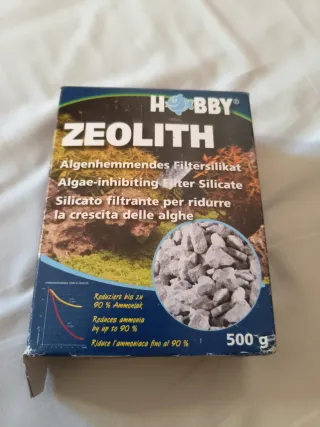 HOBBY®
ZEOLITH
Algenhemmendes Filtersilikat
Algae-inhibiting Filter Silicate
Silicato filtrante per ridurre
la crescita delle alghe
Reduziert bis zu
90 % Ammoniak
Reduces ammonia
by up to 90 %
Riduce l'ammoniaca fino al 90 %
500 g